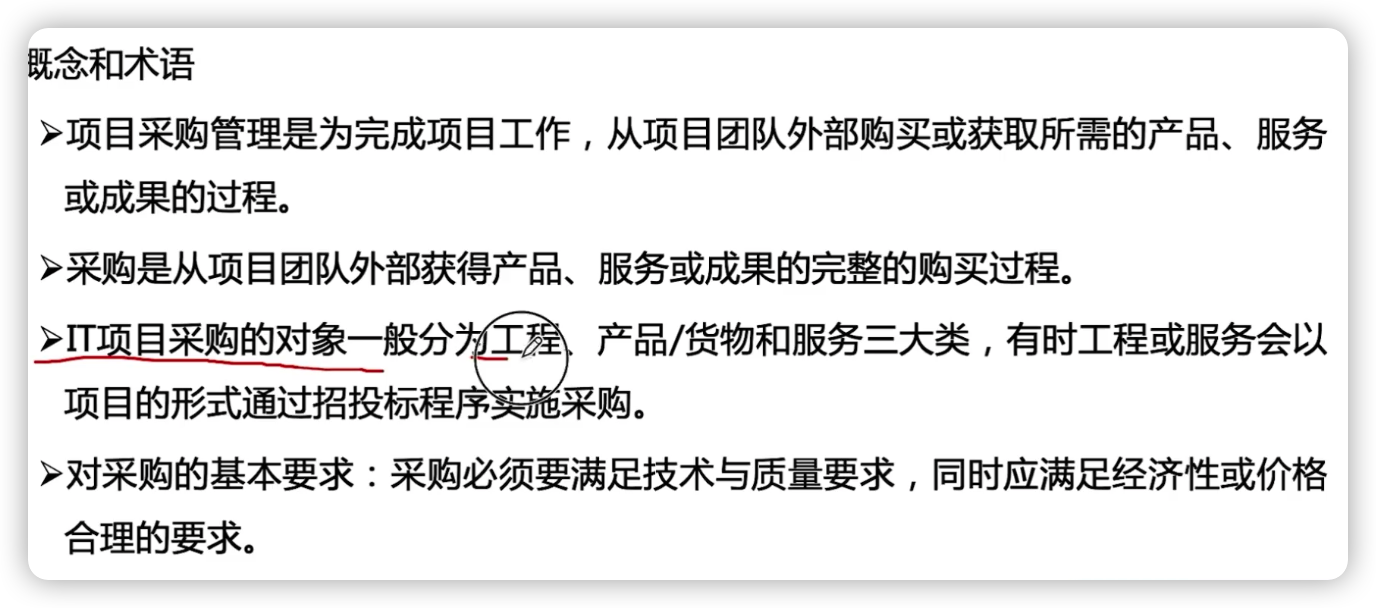 概念和术语
➢项目采购管理是为完成项目工作，从项目团队外部购买或获取所需的产品、服务
或成果的过程。
➢采购是从项目团队外部获得产品、服务或成果的完整的购买过程。
➢IT项目采购的对象一般分为工程、产品/货物和服务三大类，有时工程或服务会以
项目的形式通过招投标程序实施采购。
➢对采购的基本要求：采购必须要满足技术与质量要求，同时应满足经济性或价格
合理的要求。